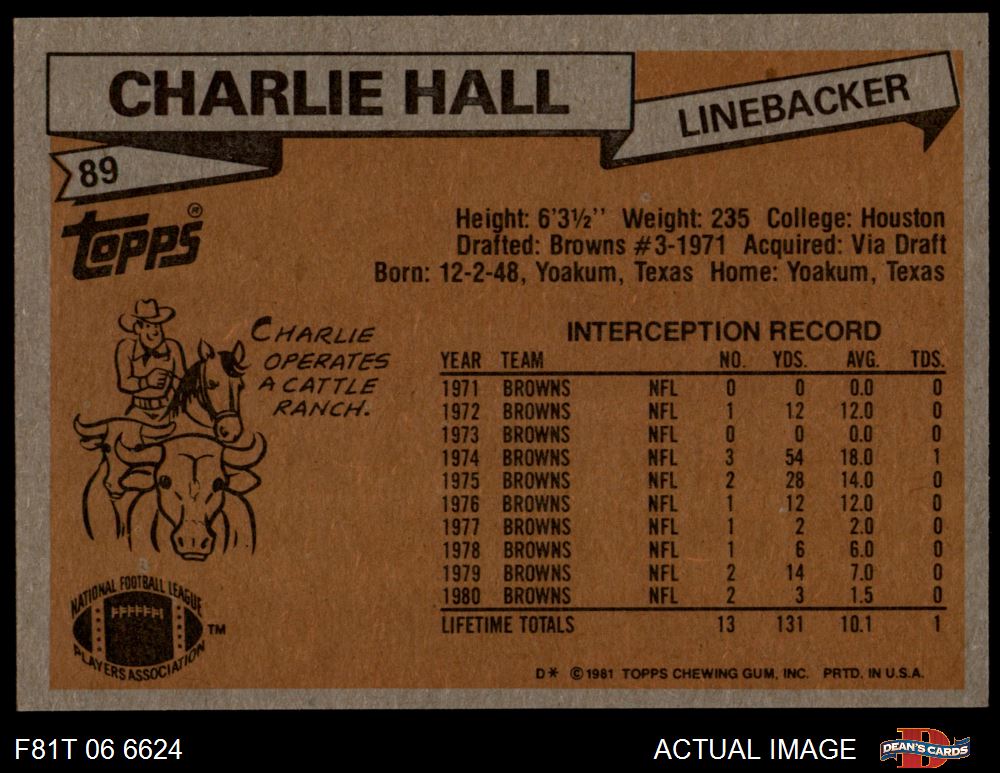 CHARLIE HALL
LINEBACKER
89
TOPPS®
Height: 6'3½'' Weight: 235 College: Houston
Drafted: Browns #3-1971 Acquired: Via Draft
Born: 12-2-48, Yoakum, Texas Home: Yoakum, Texas
CHARLIE
OPERATES
A CATTLE
RANCH.
INTERCEPTION RECORD
YEAR TEAM NO. YDS. AVG. TDS.
1971 BROWNS NFL 0 0 0.0 0
1972 BROWNS NFL 1 12 12.0 0
1973 BROWNS NFL 0 0 0.0 0
1974 BROWNS NFL 3 54 18.0 1
1975 BROWNS NFL 2 28 14.0 0
1976 BROWNS NFL 1 12 12.0 0
1977 BROWNS NFL 1 2 2.0 0
1978 BROWNS NFL 1 6 6.0 0
1979 BROWNS NFL 2 14 7.0 0
1980 BROWNS NFL 2 3 1.5 0
LIFETIME TOTALS 13 131 10.1 1
NATIONAL FOOTBALL LEAGUE
PLAYERS ASSOCIATION
TM
D* ©1981 TOPPS CHEWING GUM, INC. PRTD. IN U.S.A.
F81T 06 6624
ACTUAL IMAGE
D
DEAN'S CARDS